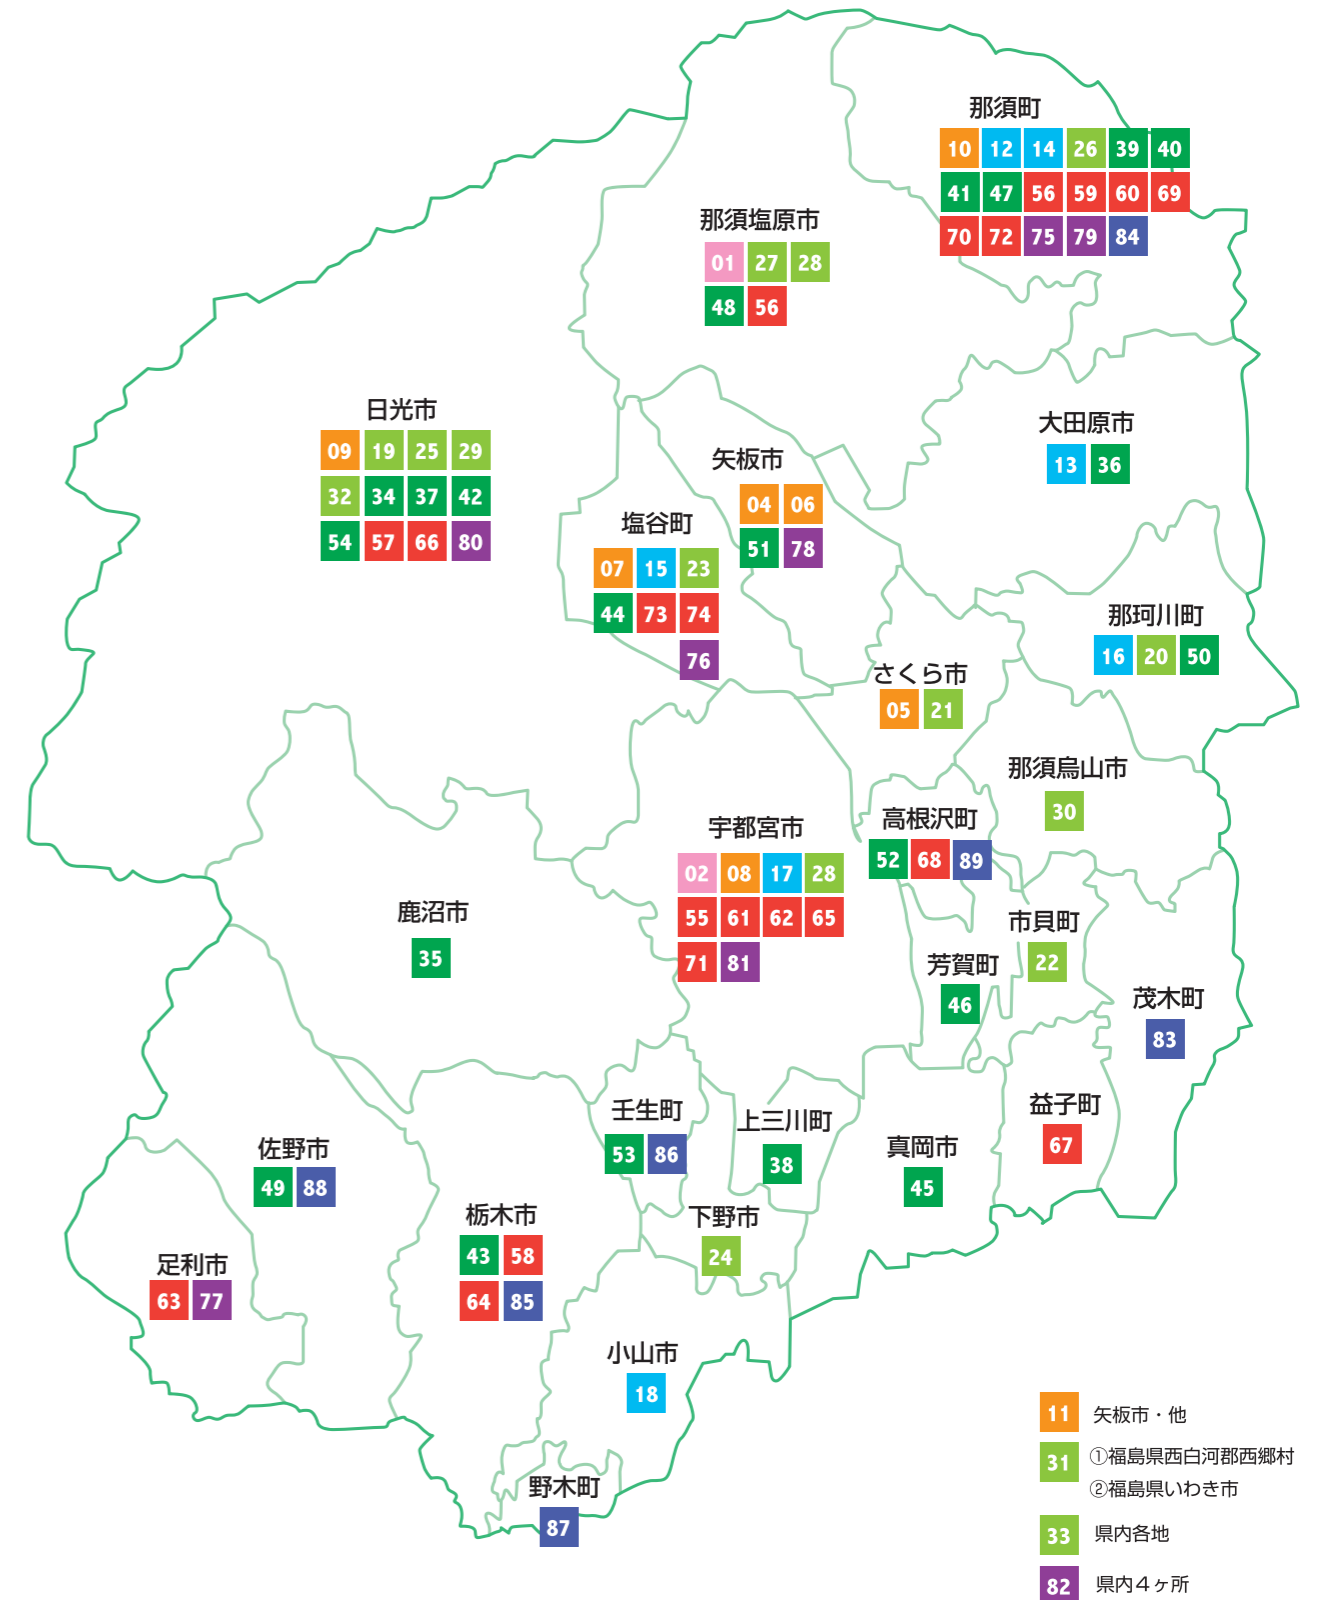 那須町
10 12 14 26 39 40
41 47 56 59 60 69
70 72 75 79 84
那須塩原市
01 27 28
48 56
日光市
09 19 25 29
32 34 37 42
54 57 66 80
大田原市
13 36
矢板市
04 06
51 78
塩谷町
07 15 23
44 73 74
76
那珂川町
16 20 50
さくら市
05 21
那須烏山市
30
高根沢町
52 68 89
宇都宮市
02 08 17 28
55 61 62 65
71 81
鹿沼市
35
市貝町
22
芳賀町
46
茂木町
83
益子町
67
壬生町
53 86
上三川町
38
真岡市
45
佐野市
49 88
下野市
24
栃木市
43 58
64 85
足利市
63 77
小山市
18
野木町
87
11 矢板市・他
31 ①福島県西白河郡西郷村
②福島県いわき市
33 県内各地
82 県内４ヶ所